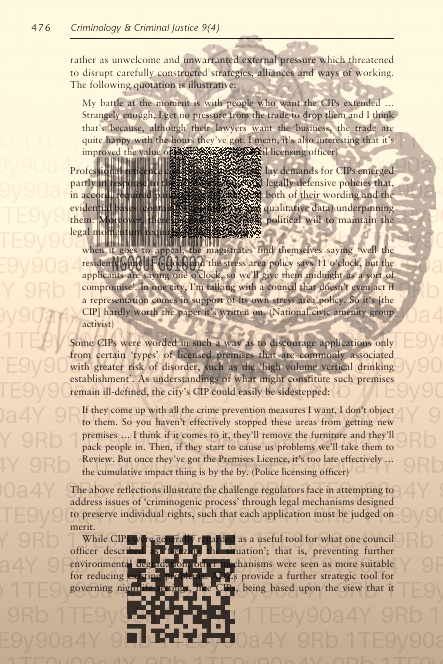 476 Criminology & Criminal Justice 9(4)
rather as unwelcome and unwarranted external pressure which threatened
to disrupt carefully constructed strategies, alliances and ways of working.
The following quotation is illustrative:
My battle at the moment is with people who want the CIPs extended …
Strangely enough, I get no pressure from the trade to drop them and I think
that's because, although their lawyers want the business, the trade are
quite happy with the hours they've got. I mean, it's also interesting that it's
improved the value o licensing officer)
Professional reticence lay demands for CIPs emerged
partly in response to th legally defensive policies that,
in accord, required both of their wording and the
evidential bases (const qualitative data) underpinning
them. Moreover, there political will to maintain the
legal momentum requi
when it goes to appeal, the magistrates find themselves saying 'well the
residen and the stress area policy says 11 o'clock, but the
applicants are saying one o'clock, so we'll give them midnight as a sort of
compromise'. In one city, I'm talking with a council that doesn't even act if
a representation comes in support of its own stress area policy. So it's [the
CIP] hardly worth the paper it's written on. (National civic amenity group
activist)
Some CIPs were worded in such a way as to discourage applications only
from certain 'types' of licensed premises that are commonly associated
with greater risk of disorder, such as the 'high volume vertical drinking
establishment'. As understandings of what might constitute such premises
remain ill-defined, the city's CIP could easily be sidestepped:
If they come up with all the crime prevention measures I want, I don't object
to them. So you haven't effectively stopped these areas from getting new
premises … I think if it comes to it, they'll remove the furniture and they'll
pack people in. Then, if they start to cause us problems we'll take them to
Review. But once they've got the Premises Licence, it's too late effectively …
the cumulative impact thing is by the by. (Police licensing officer)
The above reflections illustrate the challenge regulators face in attempting to
address issues of 'criminogenic process' through legal mechanisms designed
to preserve individual rights, such that each application must be judged on
merit.
While CIPs were generally regarded as a useful tool for what one council
officer described situation'; that is, preventing further
environmental mechanisms were seen as more suitable
for reducing existing provide a further strategic tool for
governing night CIPs, being based upon the view that it